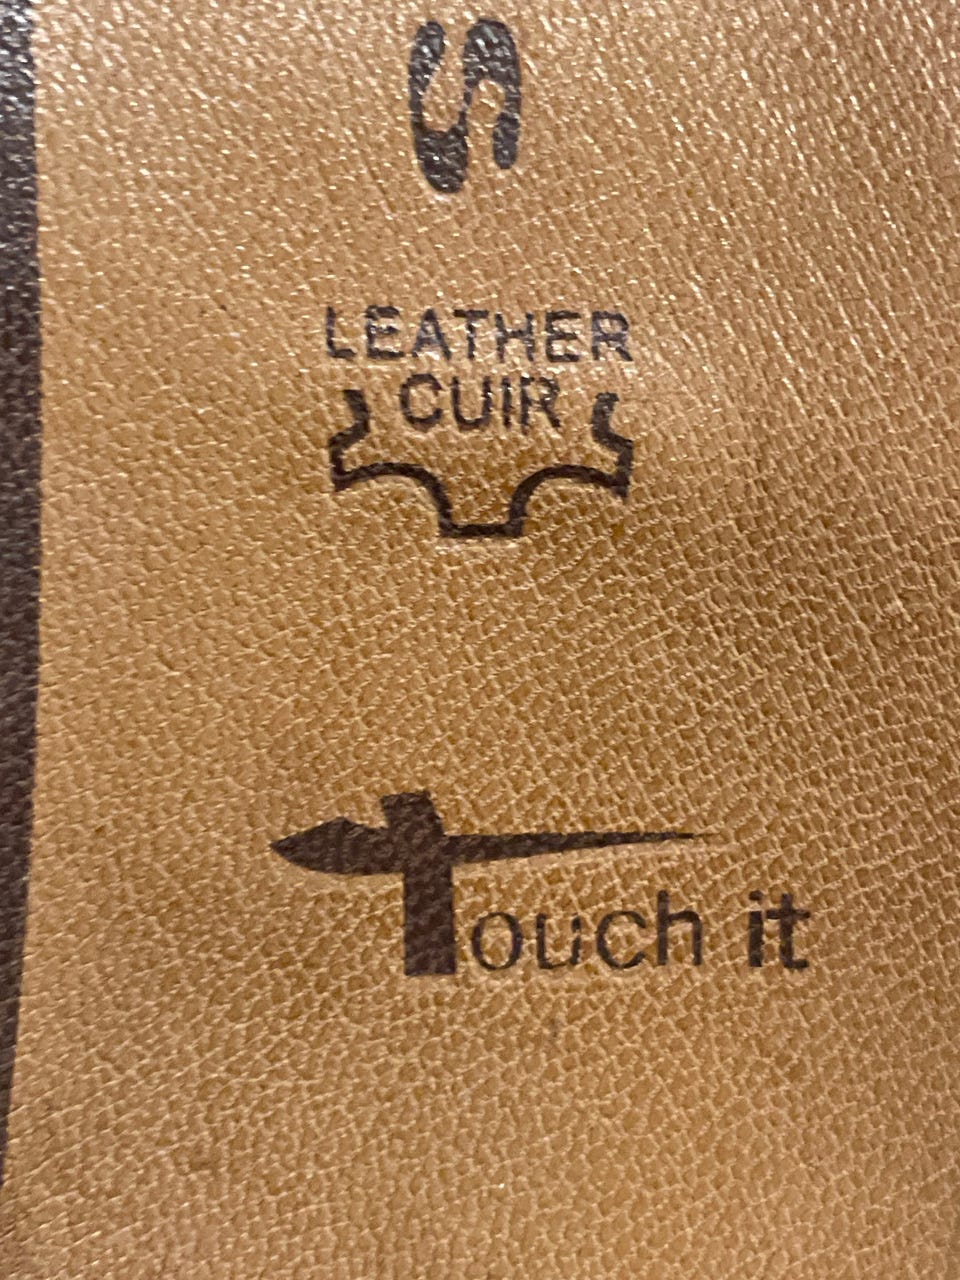 S
LEATHER
CUIR
Touch it